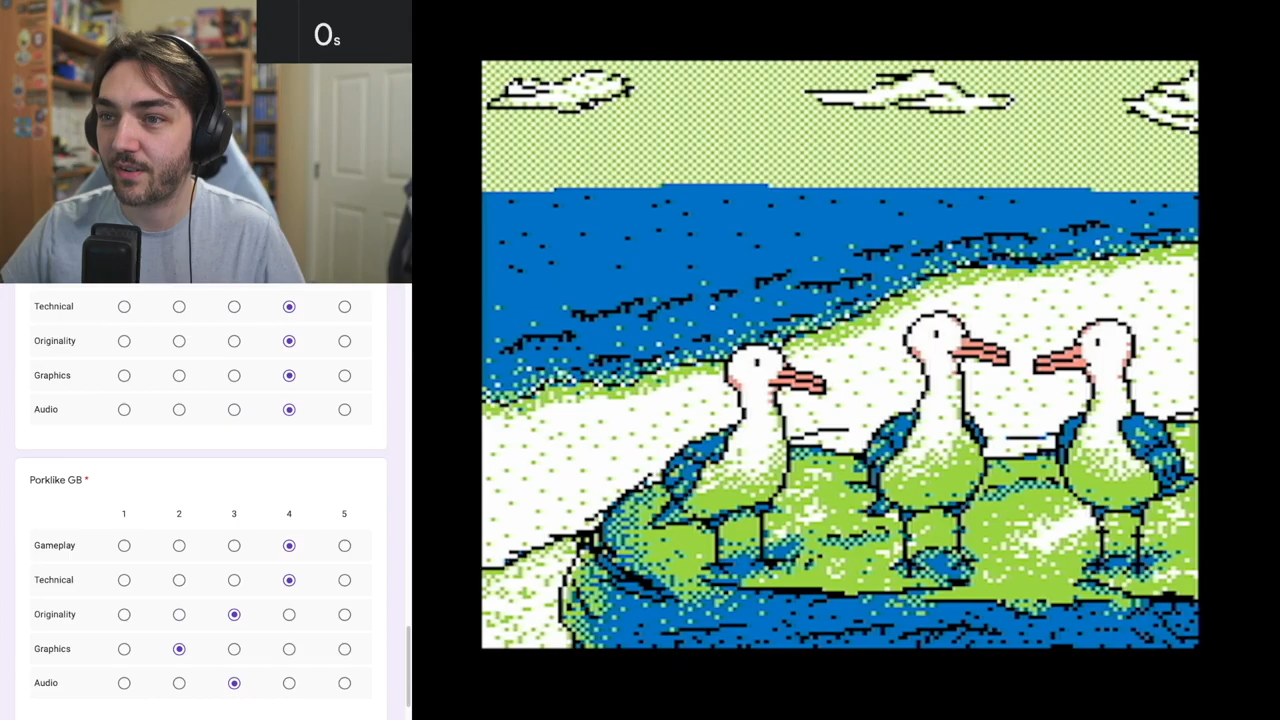 0s
Technical
Originality
Graphics
Audio
Porklike GB *
1 2 3 4 5
Gameplay
Technical
Originality
Graphics
Audio